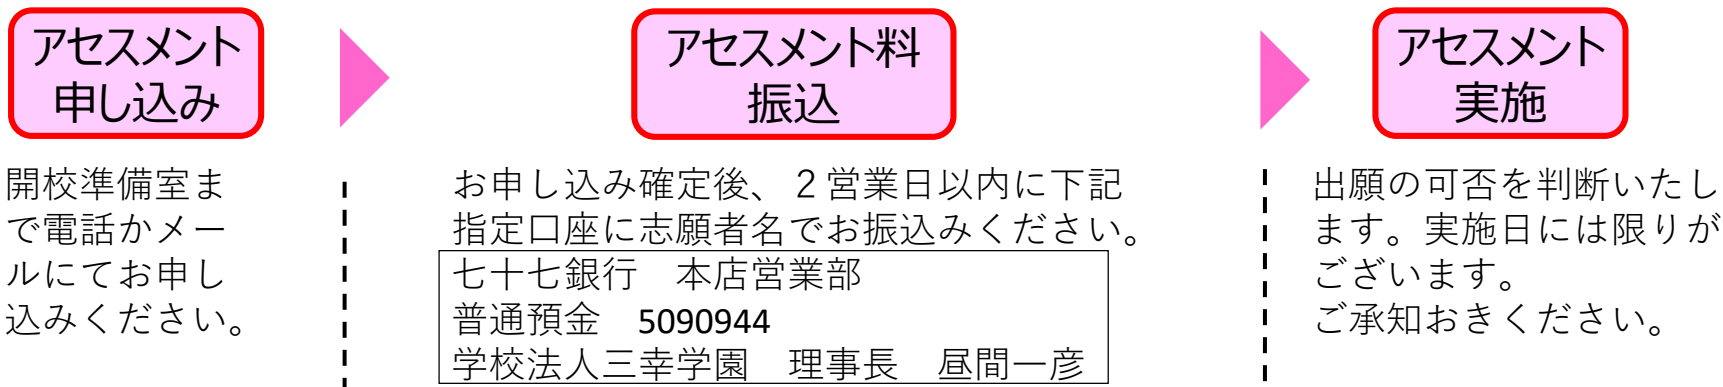 アセスメント
申し込み
開校準備室ま
で電話かメー
ルにてお申し
込みください。
アセスメント料
振込
お申し込み確定後、２営業日以内に下記
指定口座に志願者名でお振込みください。
七十七銀行　本店営業部
普通預金　5090944
学校法人三幸学園　理事長　昼間一彦
アセスメント
実施
出願の可否を判断いたし
ます。実施日には限りが
ございます。
ご承知おきください。